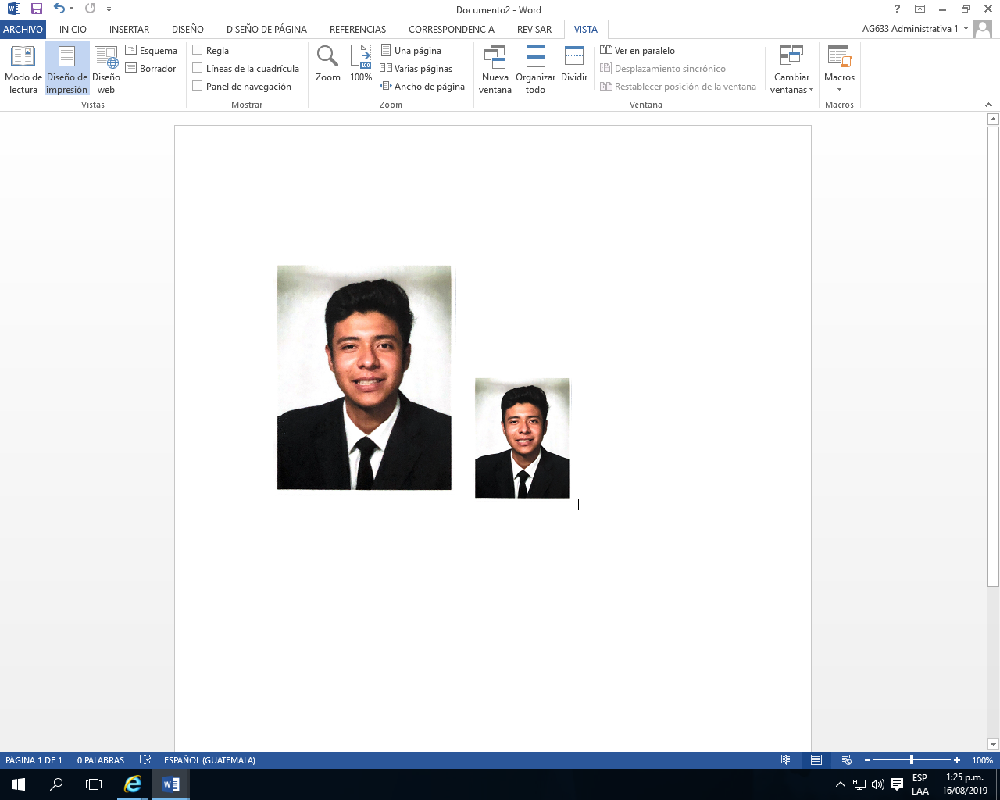 Documento2 - Word
AG633 Administrativa 1
ARCHIVO INICIO INSERTAR DISEÑO DISEÑO DE PÁGINA REFERENCIAS CORRESPONDENCIA REVISAR VISTA
Modo de lectura
Diseño de impresión
Diseño web
Esquema
Borrador
Vistas
Regla
Líneas de la cuadrícula
Panel de navegación
Mostrar
Zoom
100%
100
Una página
Varias páginas
Ancho de página
Zoom
Nueva ventana
Organizar todo
Dividir
Ver en paralelo
Desplazamiento sincrónico
Restablecer posición de la ventana
Ventana
Cambiar ventanas
Macros
Macros
PÁGINA 1 DE 1 0 PALABRAS ESPAÑOL (GUATEMALA) 100%
ESP
LAA
1:25 p.m.
16/08/2019